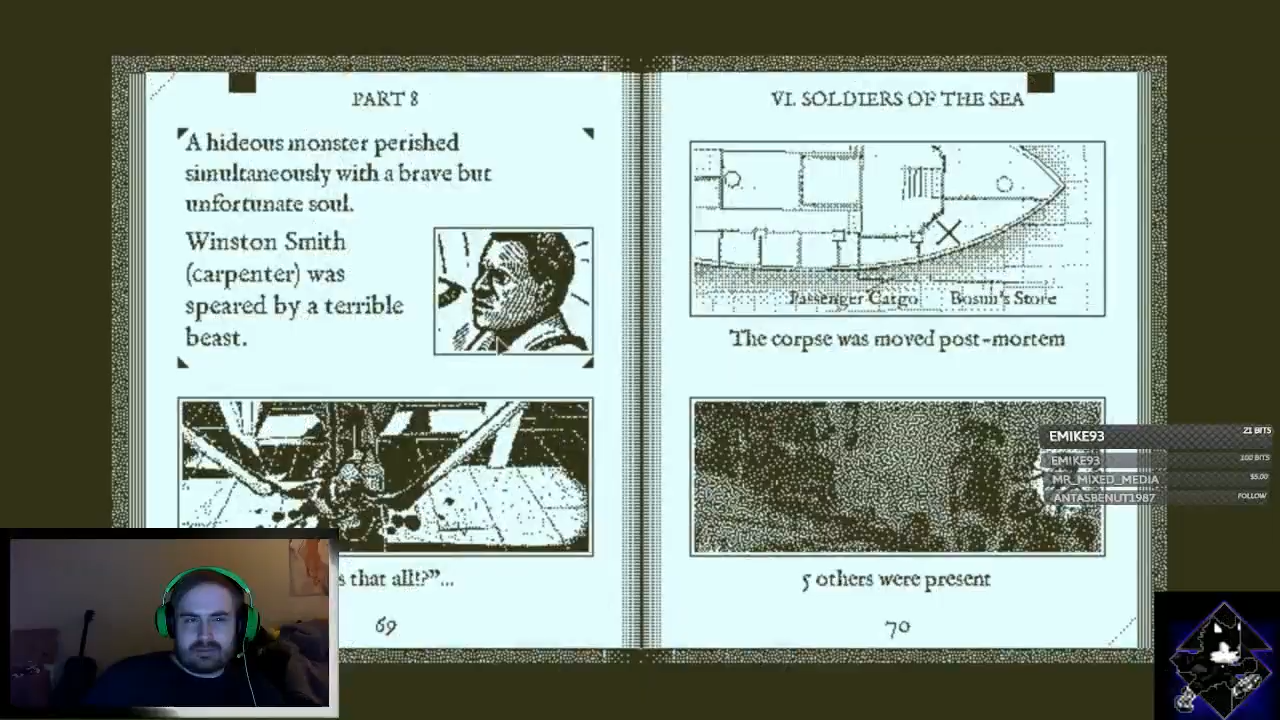 PART 8
A hideous monster perished
simultaneously with a brave but
unfortunate soul.
Winston Smith
(carpenter) was
speared by a terrible
beast.
s that all!?"...
69
VI. SOLDIERS OF THE SEA
Passenger Cargo
Bosun's Store
The corpse was moved post-mortem
5 others were present
70
EMIKE93 21 BITS
EMIKE93 100 BITS
MR_MIXED_MEDIA $5.00
ANTASBENUT1987 FOLLOW